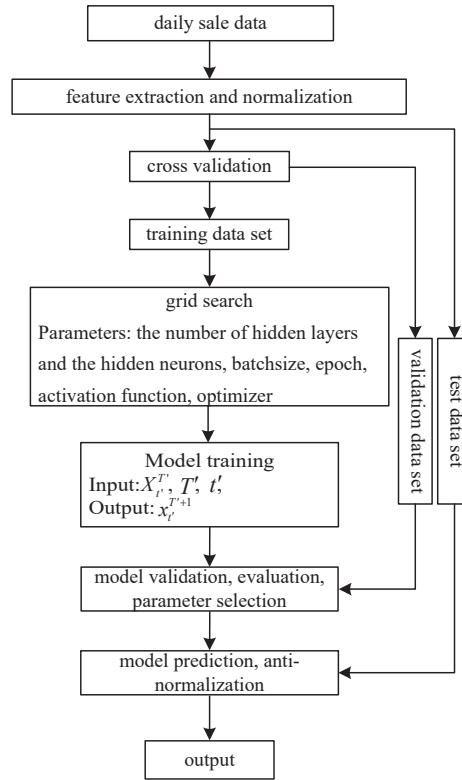 daily sale data
feature extraction and normalization
cross validation
training data set
grid search
Parameters: the number of hidden layers
and the hidden neurons, batchsize, epoch,
activation function, optimizer
validation data set
test data set
Model training
Input:X_{t'}^{T'}, T', t',
Output: x_{t'}^{T'+1}
model validation, evaluation,
parameter selection
model prediction, anti-
normalization
output